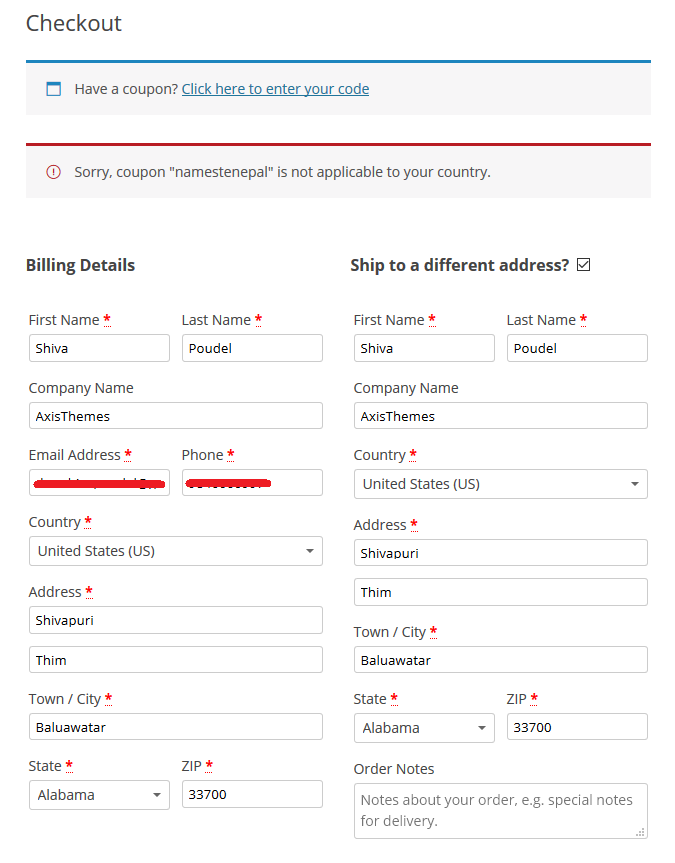 Checkout
Have a coupon? Click here to enter your code
Sorry, coupon "namestenepal" is not applicable to your country.
Billing Details
First Name * Last Name *
Shiva Poudel
Company Name
AxisThemes
Email Address * Phone *
Country *
United States (US)
Address *
Shivapuri
Thim
Town / City *
Baluawatar
State * ZIP *
Alabama 33700
Ship to a different address?
First Name * Last Name *
Shiva Poudel
Company Name
AxisThemes
Country *
United States (US)
Address *
Shivapuri
Thim
Town / City *
Baluawatar
State * ZIP *
Alabama 33700
Order Notes
Notes about your order, e.g. special notes
for delivery.